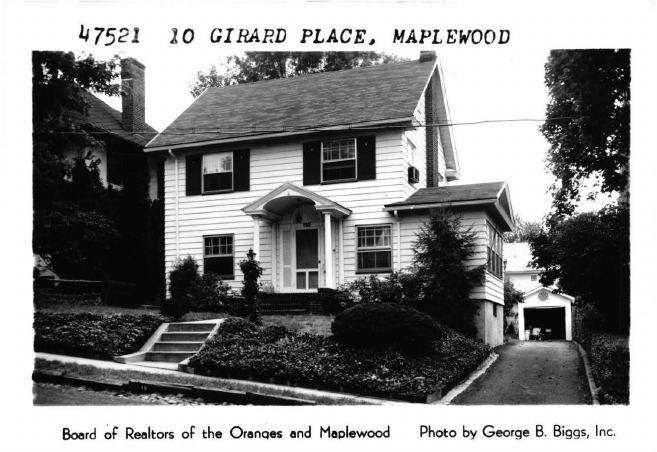 47521 10 GIRARD PLACE, MAPLEWOOD
Board of Realtors of the Oranges and Maplewood Photo by George B. Biggs, Inc.